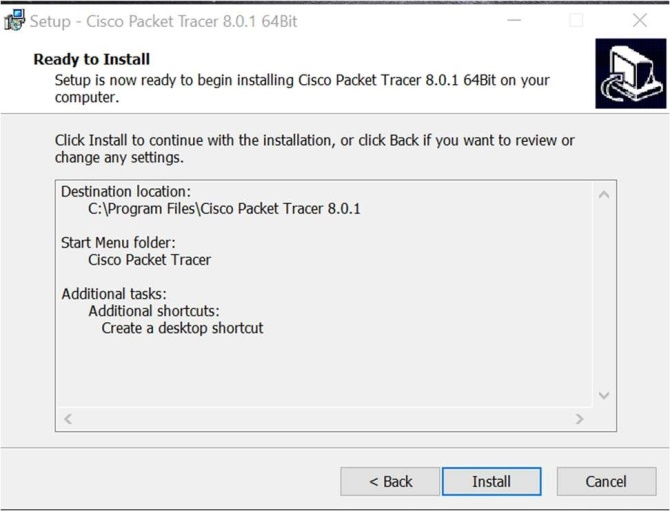 Setup - Cisco Packet Tracer 8.0.1 64Bit
Ready to Install
Setup is now ready to begin installing Cisco Packet Tracer 8.0.1 64Bit on your
computer.
Click Install to continue with the installation, or click Back if you want to review or
change any settings.
Destination location:
C:\Program Files\Cisco Packet Tracer 8.0.1
Start Menu folder:
Cisco Packet Tracer
Additional tasks:
Additional shortcuts:
Create a desktop shortcut
< Back
Install
Cancel